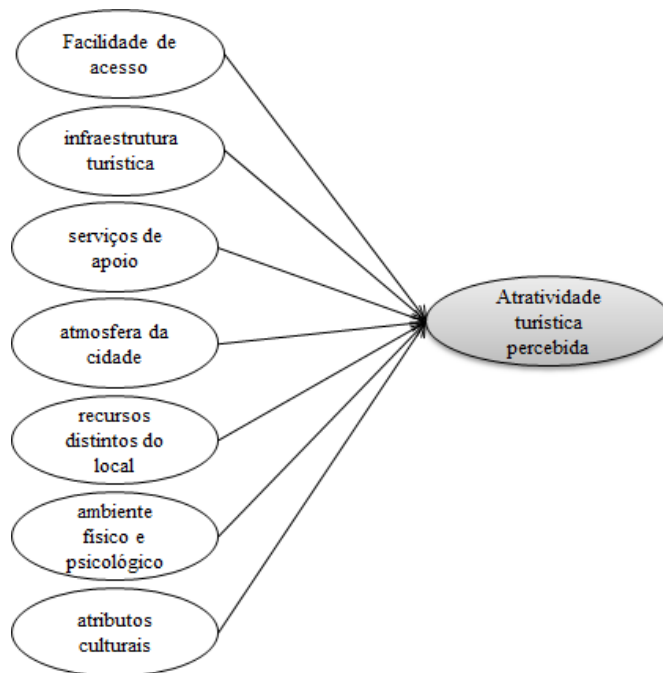 Facilidade de
acesso
infraestrutura
turística
serviços de
apoio
atmosfera da
cidade
recursos
distintos do
local
ambiente
físico e
psicológico
atributos
culturais
Atratividade
turística
percebida